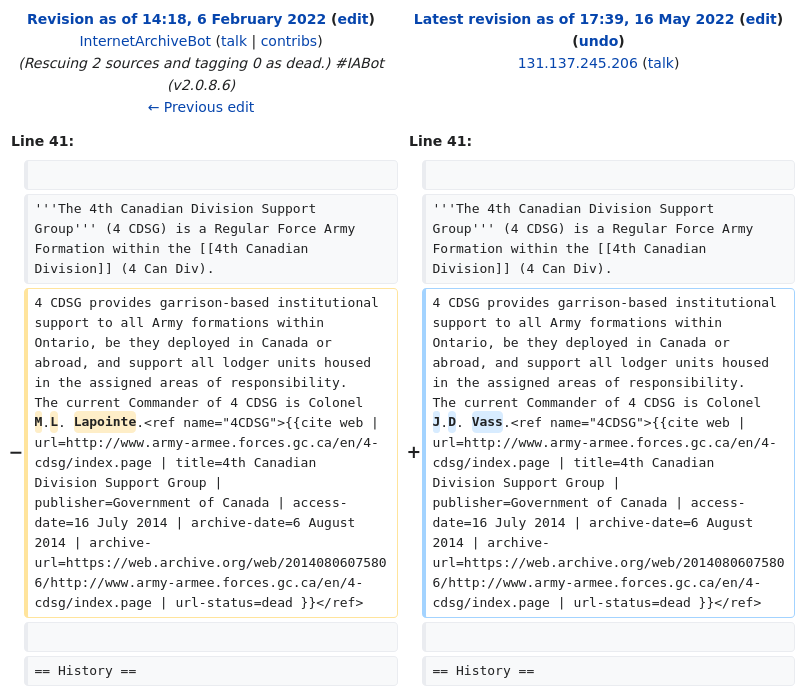 Revision as of 14:18, 6 February 2022 (edit)
InternetArchiveBot (talk | contribs)
(Rescuing 2 sources and tagging 0 as dead.) #IABot
(v2.0.8.6)
← Previous edit
Line 41:
'''The 4th Canadian Division Support
Group''' (4 CDSG) is a Regular Force Army
Formation within the [[4th Canadian
Division]] (4 Can Div).
− 4 CDSG provides garrison-based institutional
support to all Army formations within
Ontario, be they deployed in Canada or
abroad, and support all lodger units housed
in the assigned areas of responsibility.
The current Commander of 4 CDSG is Colonel
M.L. Lapointe.<ref name="4CDSG">{{cite web |
url=http://www.army-armee.forces.gc.ca/en/4-
cdsg/index.page | title=4th Canadian
Division Support Group |
publisher=Government of Canada | access-
date=16 July 2014 | archive-date=6 August
2014 | archive-
url=https://web.archive.org/web/2014080607580
6/http://www.army-armee.forces.gc.ca/en/4-
cdsg/index.page | url-status=dead }}</ref>
== History ==
Latest revision as of 17:39, 16 May 2022 (edit)
(undo)
131.137.245.206 (talk)
Line 41:
'''The 4th Canadian Division Support
Group''' (4 CDSG) is a Regular Force Army
Formation within the [[4th Canadian
Division]] (4 Can Div).
+ 4 CDSG provides garrison-based institutional
support to all Army formations within
Ontario, be they deployed in Canada or
abroad, and support all lodger units housed
in the assigned areas of responsibility.
The current Commander of 4 CDSG is Colonel
J.D. Vass.<ref name="4CDSG">{{cite web |
url=http://www.army-armee.forces.gc.ca/en/4-
cdsg/index.page | title=4th Canadian
Division Support Group |
publisher=Government of Canada | access-
date=16 July 2014 | archive-date=6 August
2014 | archive-
url=https://web.archive.org/web/2014080607580
6/http://www.army-armee.forces.gc.ca/en/4-
cdsg/index.page | url-status=dead }}</ref>
== History ==